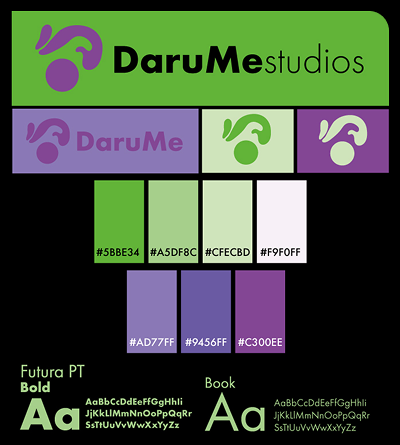 DaruMestudios
DaruMe
#5BBE34 #A5DF8C #CFECBD #F9F0FF
#AD77FF #9456FF #C300EE
Futura PT
Bold
Aa
AaBbCcDdEeFfGgHhIi
JjKkLlMmNnOoPpQqRr
SsTtUuVvWwXxYyZz
Book
Aa
AaBbCcDdEeFfGgHhIi
JjKkLlMmNnOoPpQqRr
SsTtUuVvWwXxYyZz